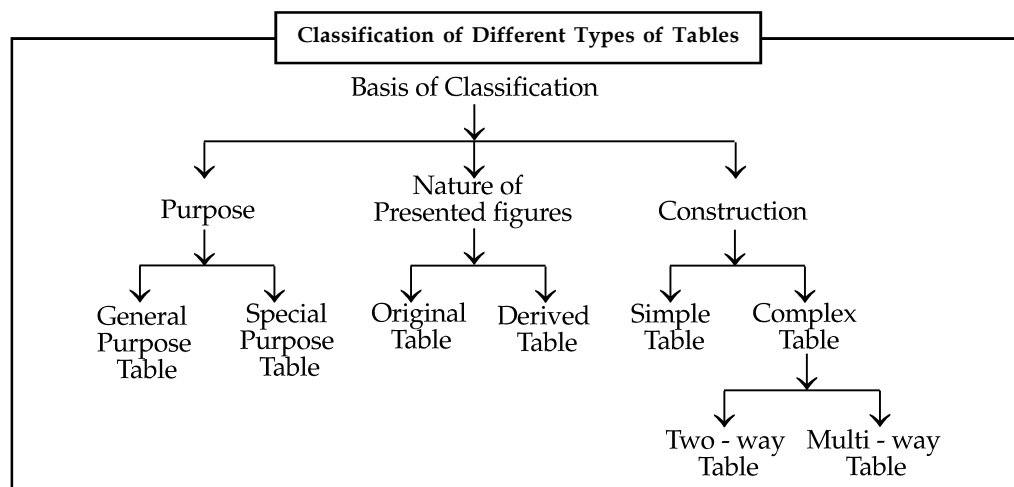 Classification of Different Types of Tables
Basis of Classification
Purpose
Nature of
Presented figures
Construction
General
Purpose
Table
Special
Purpose
Table
Original
Table
Derived
Table
Simple
Table
Complex
Table
Two - way
Table
Multi - way
Table